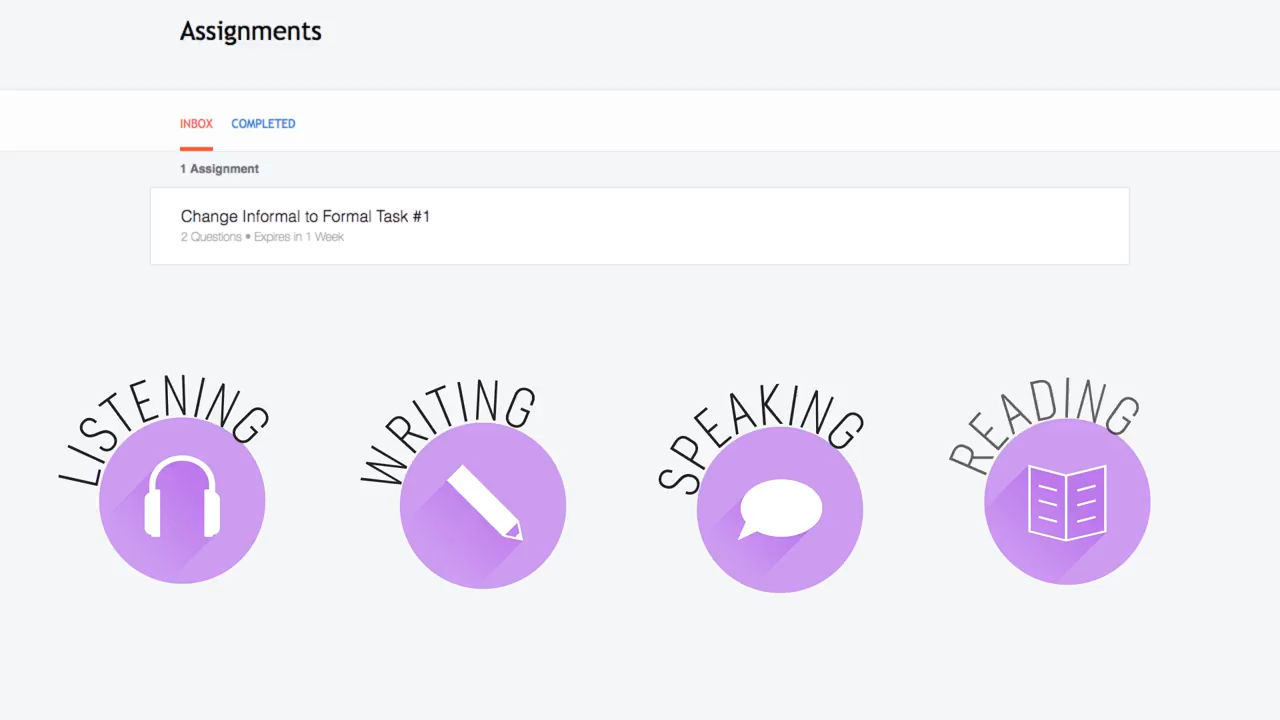 Assignments
INBOX COMPLETED
1 Assignment
Change Informal to Formal Task #1
2 Questions • Expires in 1 Week
LISTENING
WRITING
SPEAKING
READING